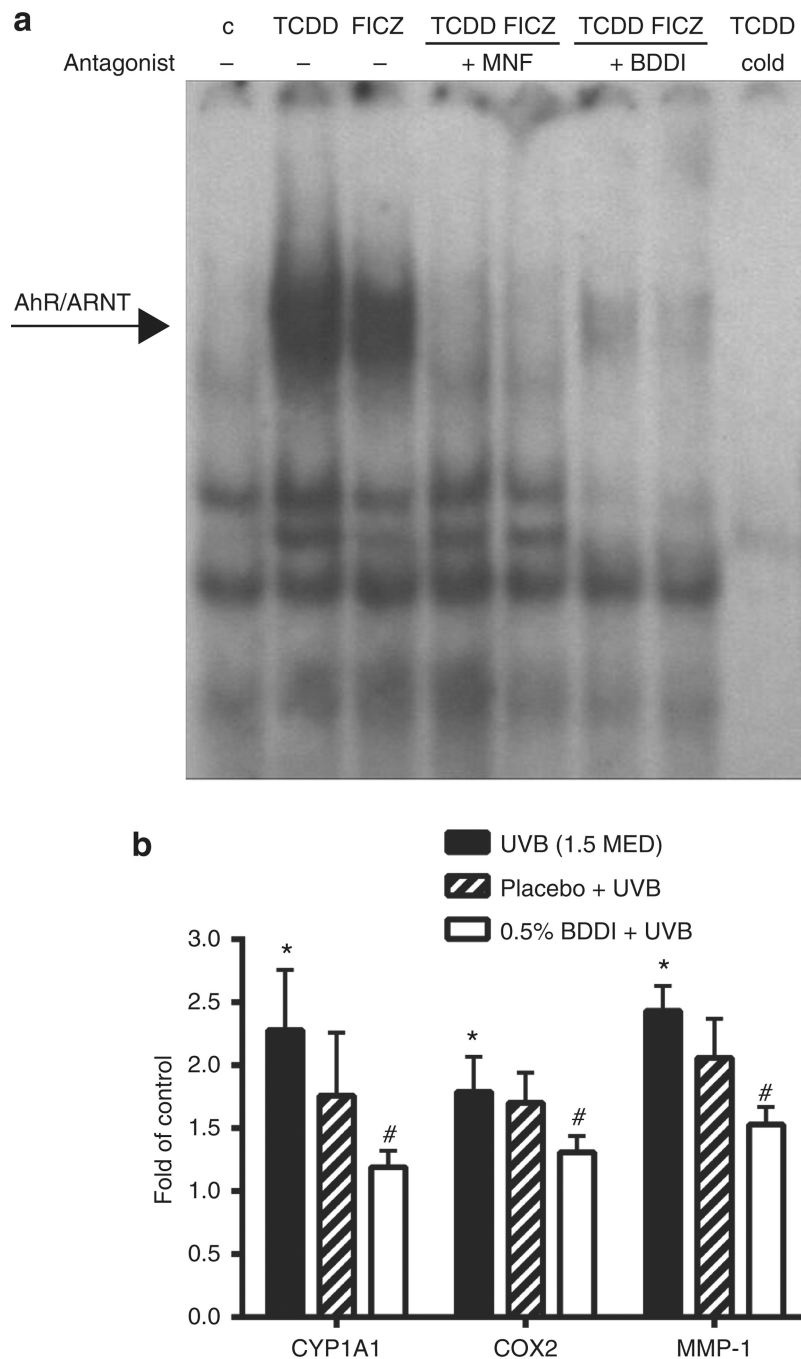 a
c TCDD FICZ TCDD FICZ TCDD FICZ TCDD
Antagonist – – – + MNF + BDDI cold
AhR/ARNT
b
UVB (1.5 MED)
Placebo + UVB
0.5% BDDI + UVB
Fold of control
3.0
2.5
2.0
1.5
1.0
0.5
0.0
* # * # * #
CYP1A1 COX2 MMP-1